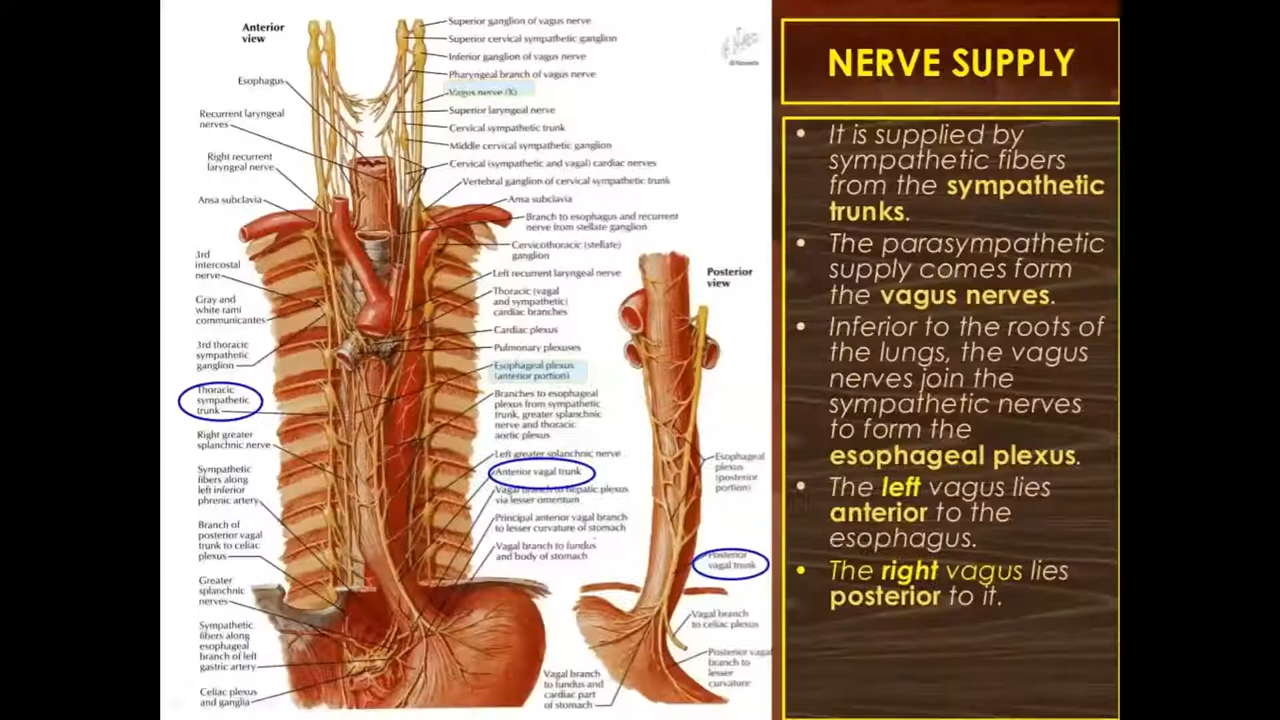 Anterior
view
Esophagus
Recurrent laryngeal
nerves
Right recurrent
laryngeal nerve
Ansa subclavia
3rd
intercostal
nerve
Gray and
white rami
communicantes
3rd thoracic
sympathetic
ganglion
Thoracic
sympathetic
trunk
Right greater
splanchnic nerve
Sympathetic
fibers along
left inferior
phrenic artery
Branch of
posterior vagal
trunk to celiac
plexus
Greater
splanchnic
nerves
Sympathetic
fibers along
esophageal
branch of left
gastric artery
Celiac plexus
and ganglia
Superior ganglion of vagus nerve
Superior cervical sympathetic ganglion
Inferior ganglion of vagus nerve
Pharyngeal branch of vagus nerve
Vagus nerve (X)
Superior laryngeal nerve
Cervical sympathetic trunk
Middle cervical sympathetic ganglion
Cervical (sympathetic and vagal) cardiac nerves
Vertebral ganglion of cervical sympathetic trunk
Ansa subclavia
Branch to esophagus and recurrent
nerve from stellate ganglion
Cervicothoracic (stellate)
ganglion
Left recurrent laryngeal nerve
Thoracic (vagal
and sympathetic)
cardiac branches
Cardiac plexus
Pulmonary plexuses
Esophageal plexus
(anterior portion)
Branches to esophageal
plexus from sympathetic
trunk, greater splanchnic
nerve and thoracic
aortic plexus
Left greater splanchnic nerve
Anterior vagal trunk
Vagal branch to hepatic plexus
via lesser omentum
Principal anterior vagal branch
to lesser curvature of stomach
Vagal branch to fundus
and body of stomach
Vagal branch
to fundus and
cardiac part
of stomach
Posterior
view
Esophageal
plexus
(posterior
portion)
Posterior
vagal trunk
Vagal branch
to celiac plexus
Posterior vagal
branch to
lesser
curvature
NERVE SUPPLY
• It is supplied by
sympathetic fibers
from the sympathetic
trunks.
• The parasympathetic
supply comes form
the vagus nerves.
• Inferior to the roots of
the lungs, the vagus
nerves join the
sympathetic nerves
to form the
esophageal plexus.
• The left vagus lies
anterior to the
esophagus.
• The right vagus lies
posterior to it.